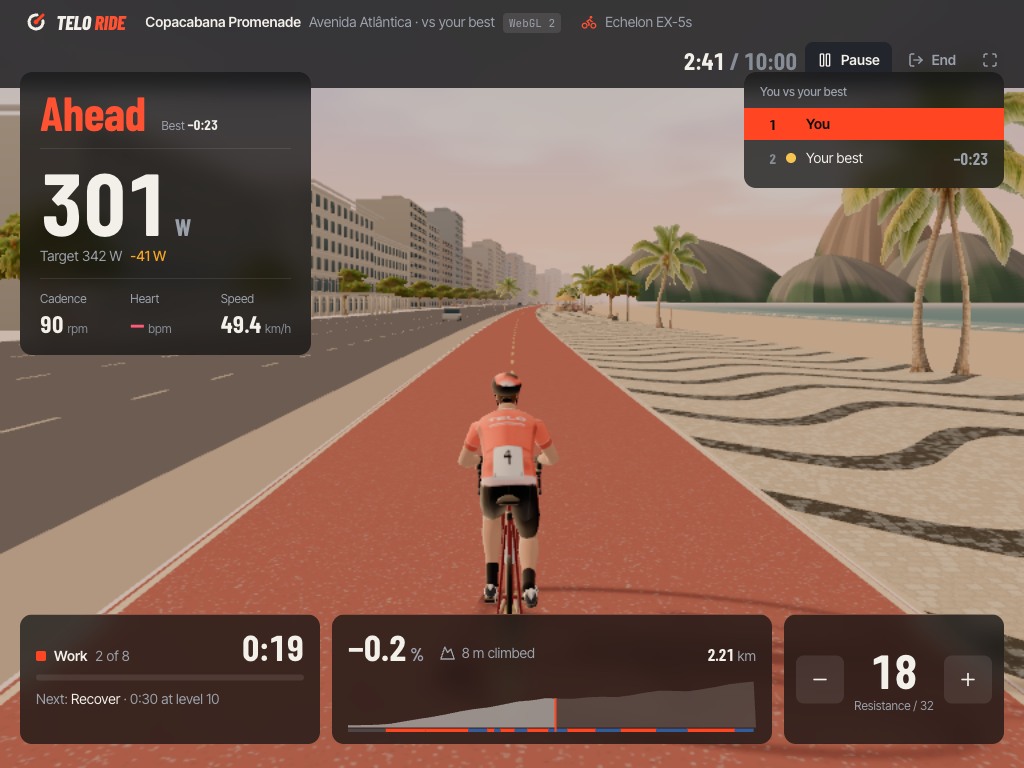 TELO RIDE
Copacabana Promenade Avenida Atlântica · vs your best WebGL 2 Echelon EX-5s
2:41 / 10:00 Pause End
Ahead Best −0:23
301 W
Target 342 W -41 W
Cadence Heart Speed
90 rpm – bpm 49.4 km/h
You vs your best
1 You
2 Your best −0:23
TELO
4
Work 2 of 8 0:19
Next: Recover · 0:30 at level 10
−0.2 % 8 m climbed 2.21 km
− 18 +
Resistance / 32